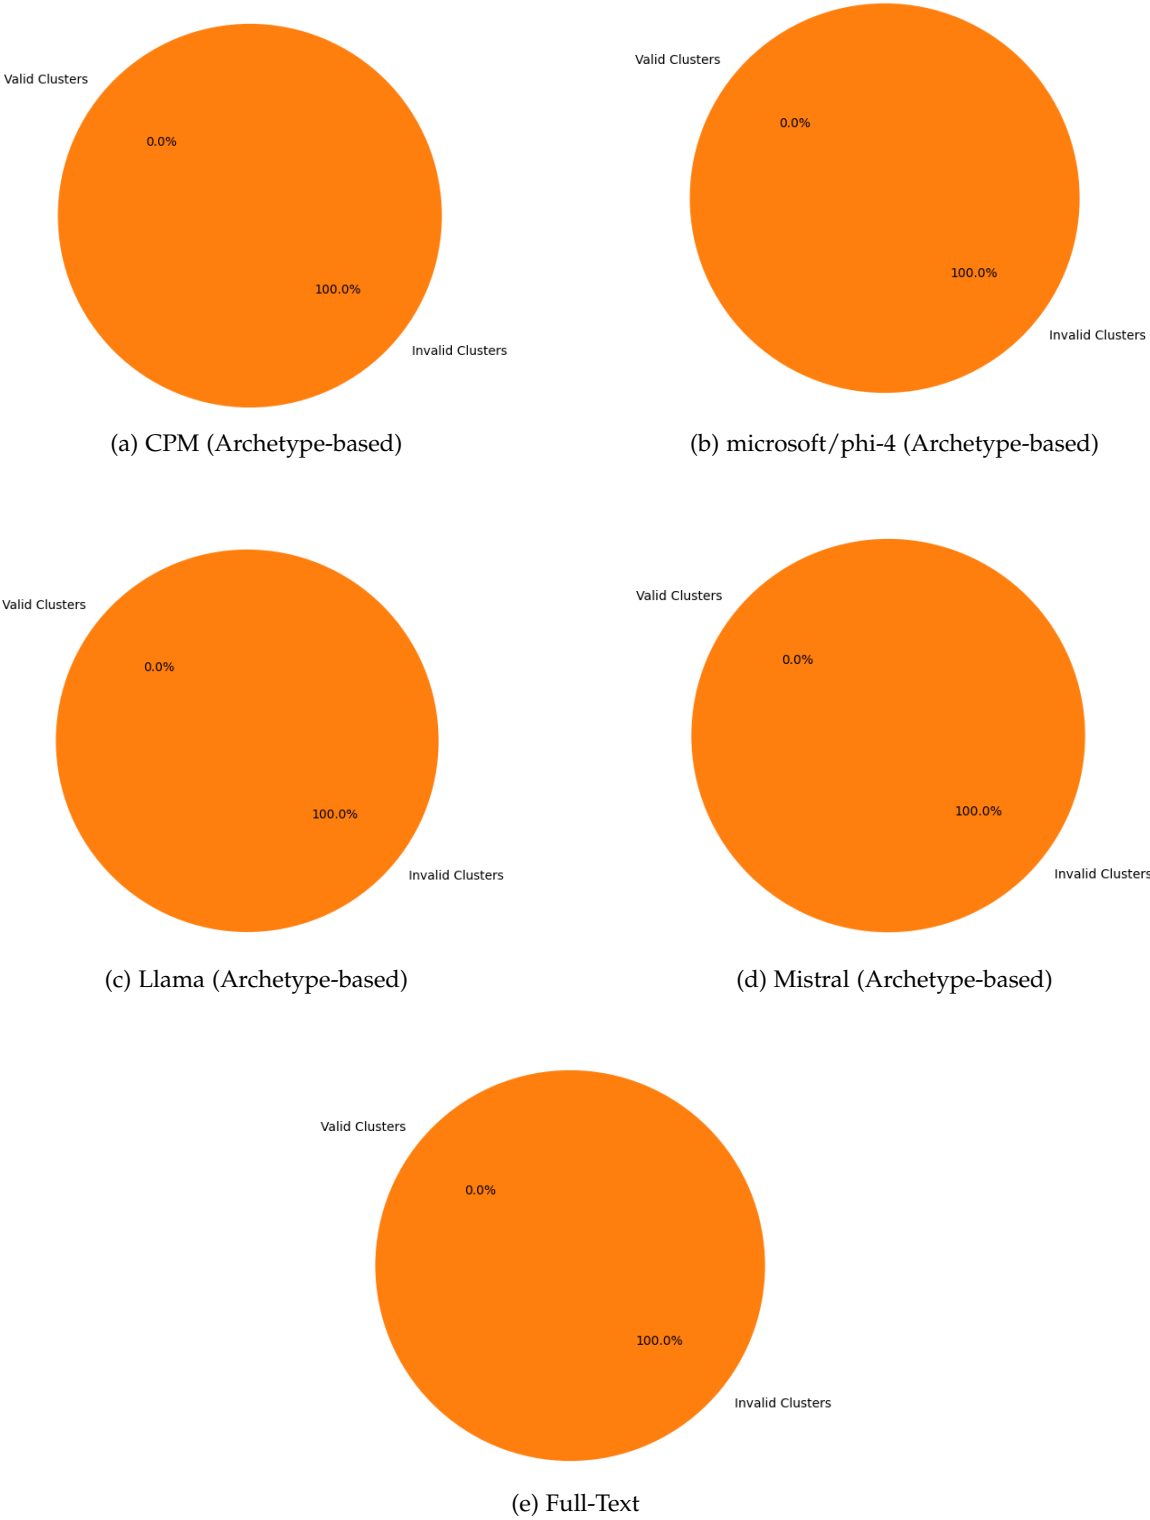 Valid Clusters
0.0%
100.0%
Invalid Clusters
(a) CPM (Archetype-based)
Valid Clusters
0.0%
100.0%
Invalid Clusters
(b) microsoft/phi-4 (Archetype-based)
Valid Clusters
0.0%
100.0%
Invalid Clusters
(c) Llama (Archetype-based)
Valid Clusters
0.0%
100.0%
Invalid Clusters
(d) Mistral (Archetype-based)
Valid Clusters
0.0%
100.0%
Invalid Clusters
(e) Full-Text